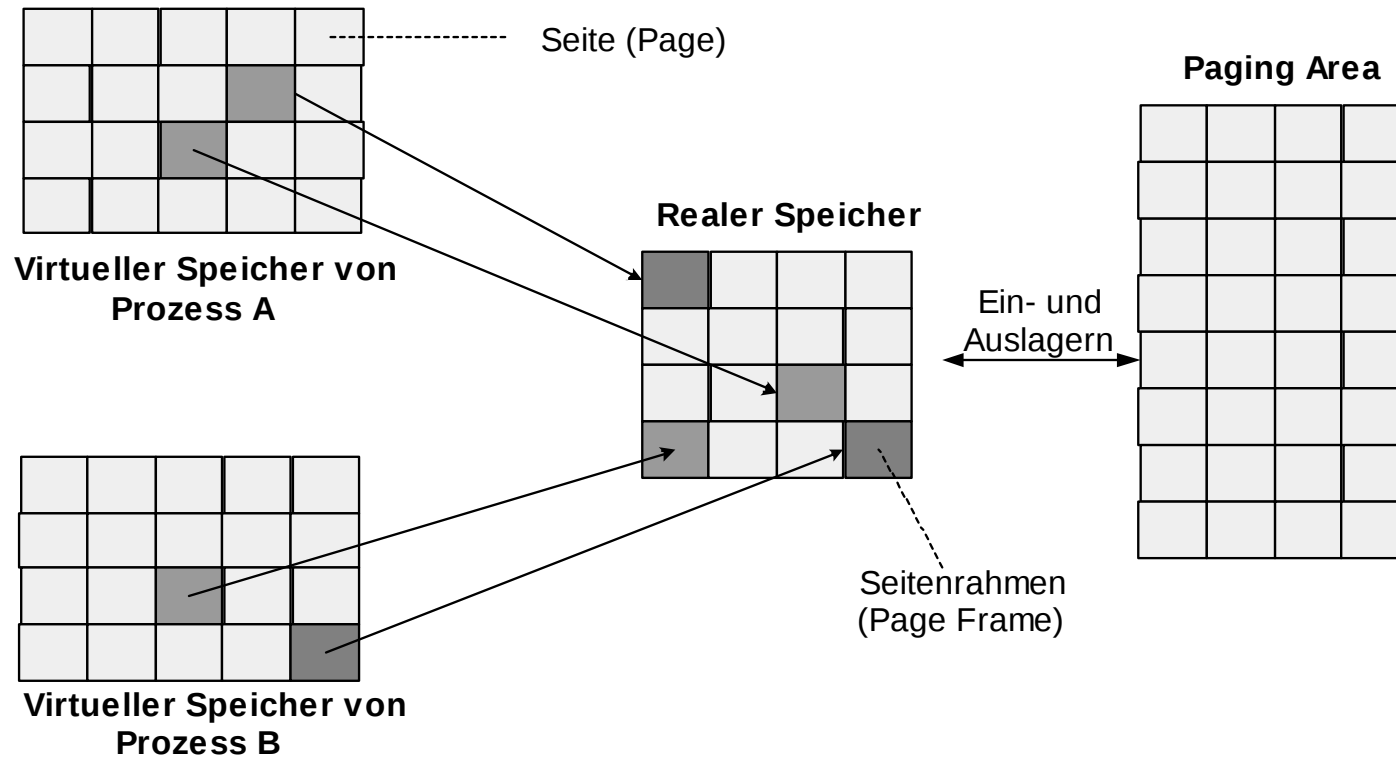 Seite (Page)
Paging Area
Realer Speicher
Virtueller Speicher von
Prozess A
Ein- und
Auslagern
Seitenrahmen
(Page Frame)
Virtueller Speicher von
Prozess B